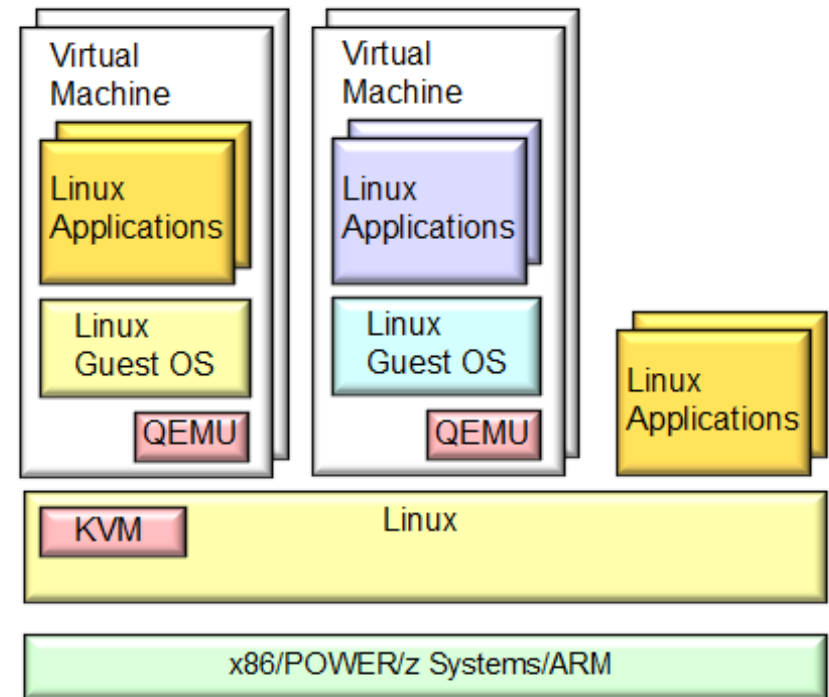 Virtual
Machine
Linux
Applications
Linux
Guest OS
QEMU
Virtual
Machine
Linux
Applications
Linux
Guest OS
QEMU
Linux
Applications
KVM
Linux
x86/POWER/z Systems/ARM